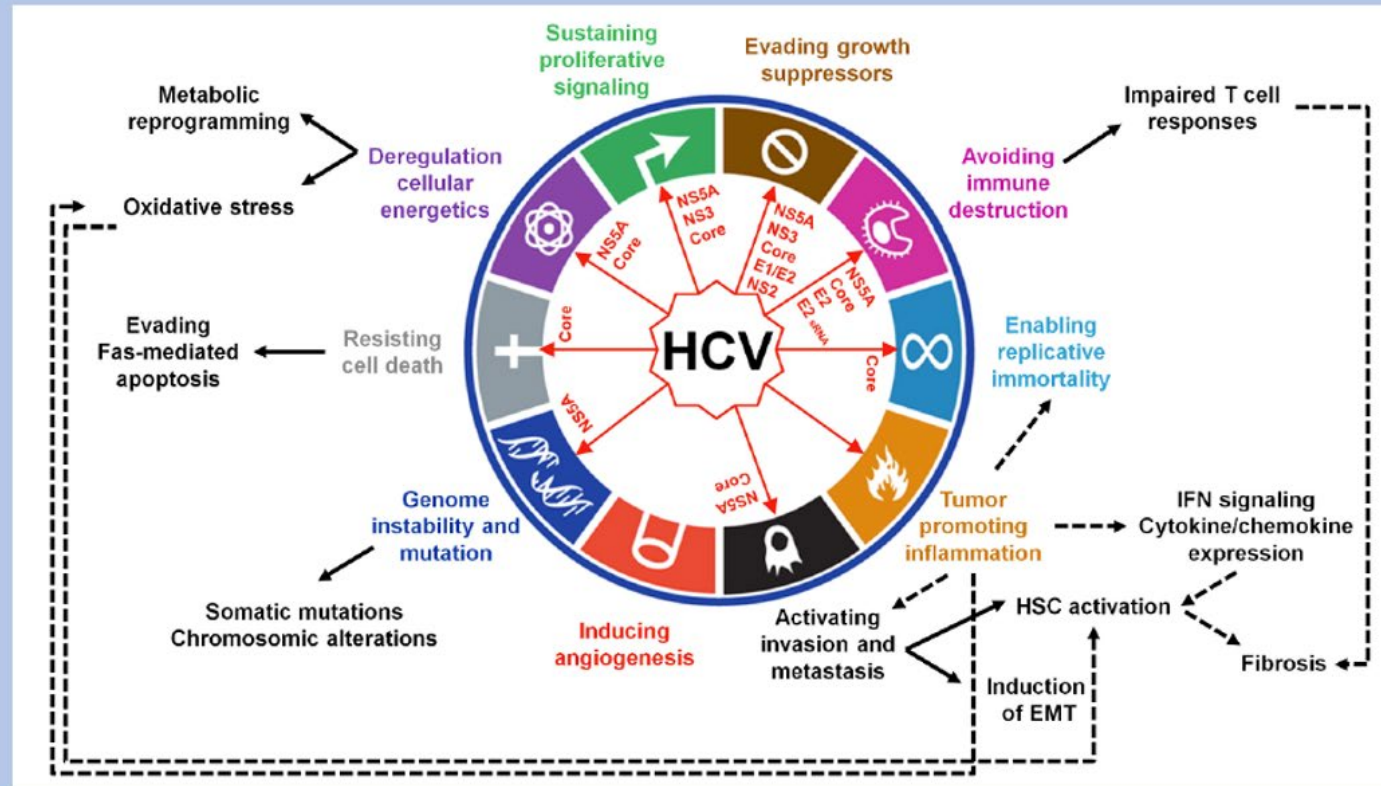 Sustaining
proliferative
signaling
Evading growth
suppressors
Metabolic
reprogramming
Impaired T cell
responses
Deregulation
cellular
energetics
Avoiding
immune
destruction
Oxidative stress
NS5A
Core
NS5A
NS3
Core
NS5A
NS3
Core
E1/E2
NS2
NS5A
Core
E2
E2 vRNA
Evading
Fas-mediated
apoptosis
Resisting
cell death
Core
HCV
Core
Enabling
replicative
immortality
NS5A
NS5A
Core
Genome
instability and
mutation
Tumor
promoting
inflammation
IFN signaling
Cytokine/chemokine
expression
Somatic mutations
Chromosomic alterations
Inducing
angiogenesis
Activating
invasion and
metastasis
HSC activation
Fibrosis
Induction
of EMT